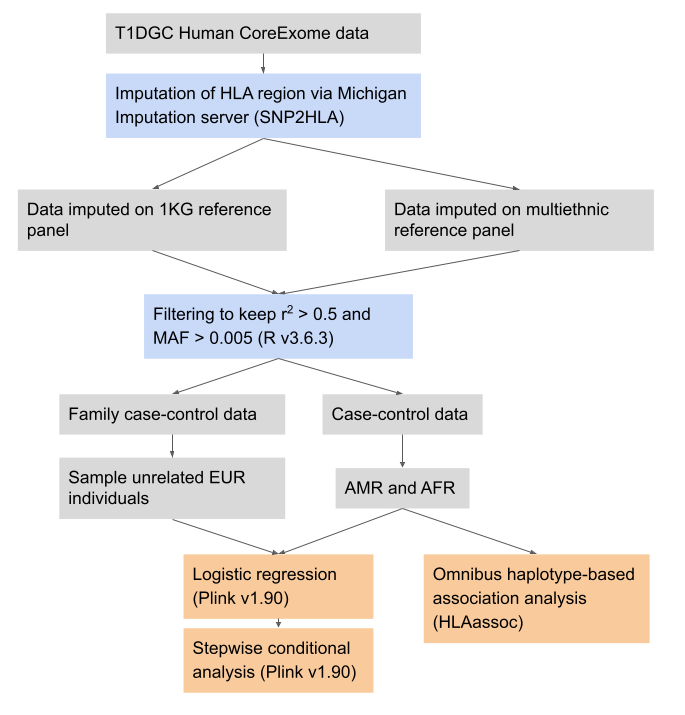 T1DGC Human CoreExome data
Imputation of HLA region via Michigan
Imputation server (SNP2HLA)
Data imputed on 1KG reference
panel
Data imputed on multiethnic
reference panel
Filtering to keep r² > 0.5 and
MAF > 0.005 (R v3.6.3)
Family case-control data
Case-control data
Sample unrelated EUR
individuals
AMR and AFR
Logistic regression
(Plink v1.90)
Omnibus haplotype-based
association analysis
(HLAassoc)
Stepwise conditional
analysis (Plink v1.90)